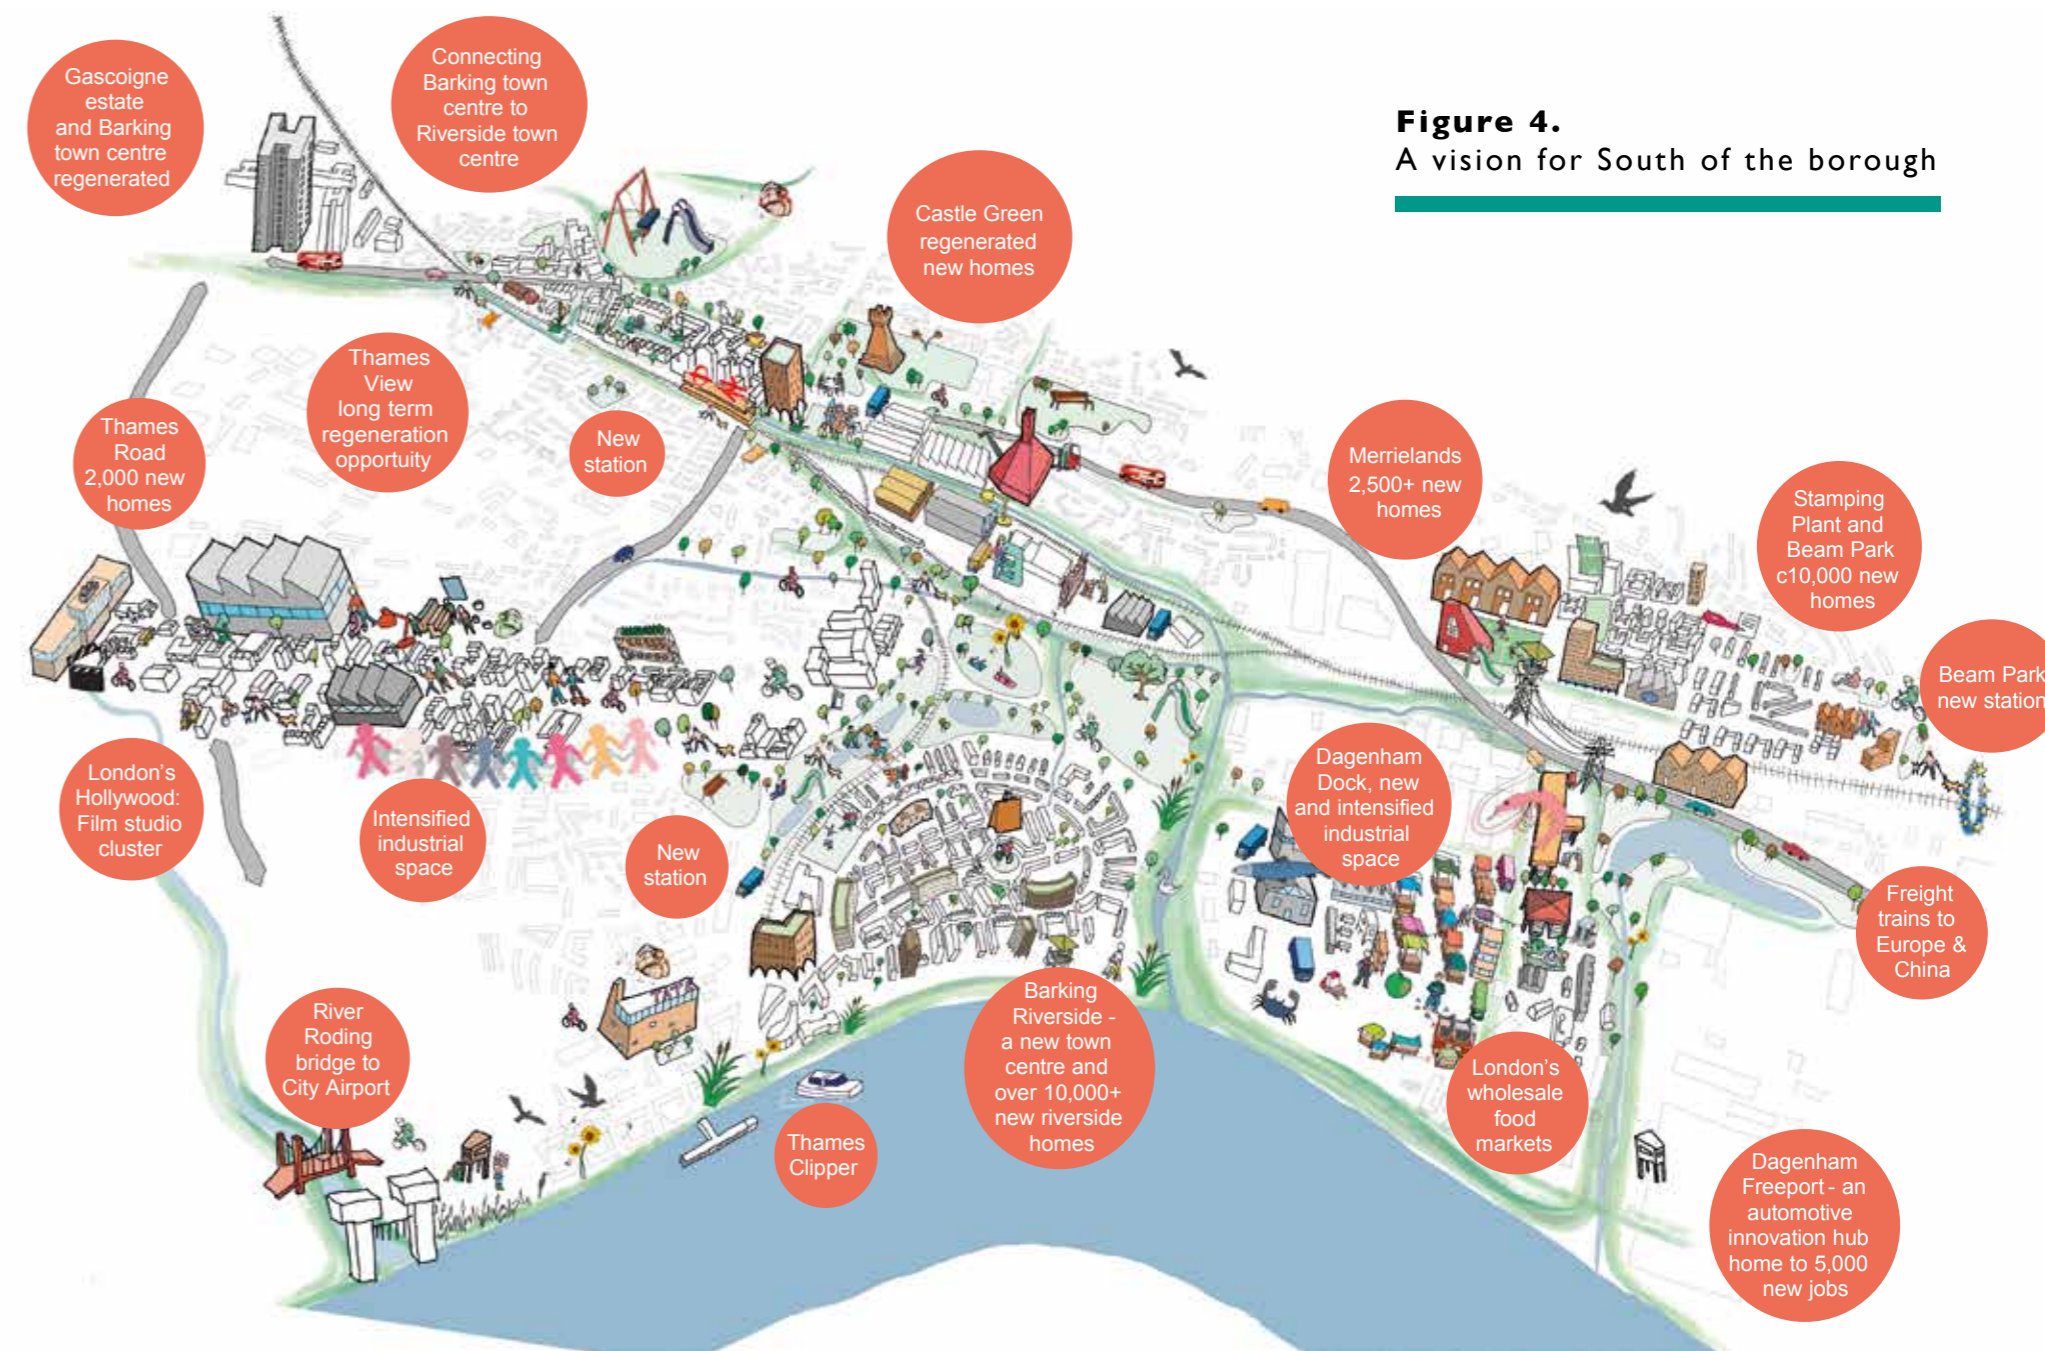 Figure 4.
A vision for South of the borough
Gascoigne
estate
and Barking
town centre
regenerated
Connecting
Barking town
centre to
Riverside town
centre
Castle Green
regenerated
new homes
Thames
View
long term
regeneration
opportuity
Thames
Road
2,000 new
homes
New
station
Merrielands
2,500+ new
homes
Stamping
Plant and
Beam Park
c10,000 new
homes
Beam Park
new station
London's
Hollywood:
Film studio
cluster
Intensified
industrial
space
New
station
Dagenham
Dock, new
and intensified
industrial
space
Freight
trains to
Europe &
China
TATA
River
Roding
bridge to
City Airport
Thames
Clipper
Barking
Riverside -
a new town
centre and
over 10,000+
new riverside
homes
London's
wholesale
food
markets
Dagenham
Freeport - an
automotive
innovation hub
home to 5,000
new jobs